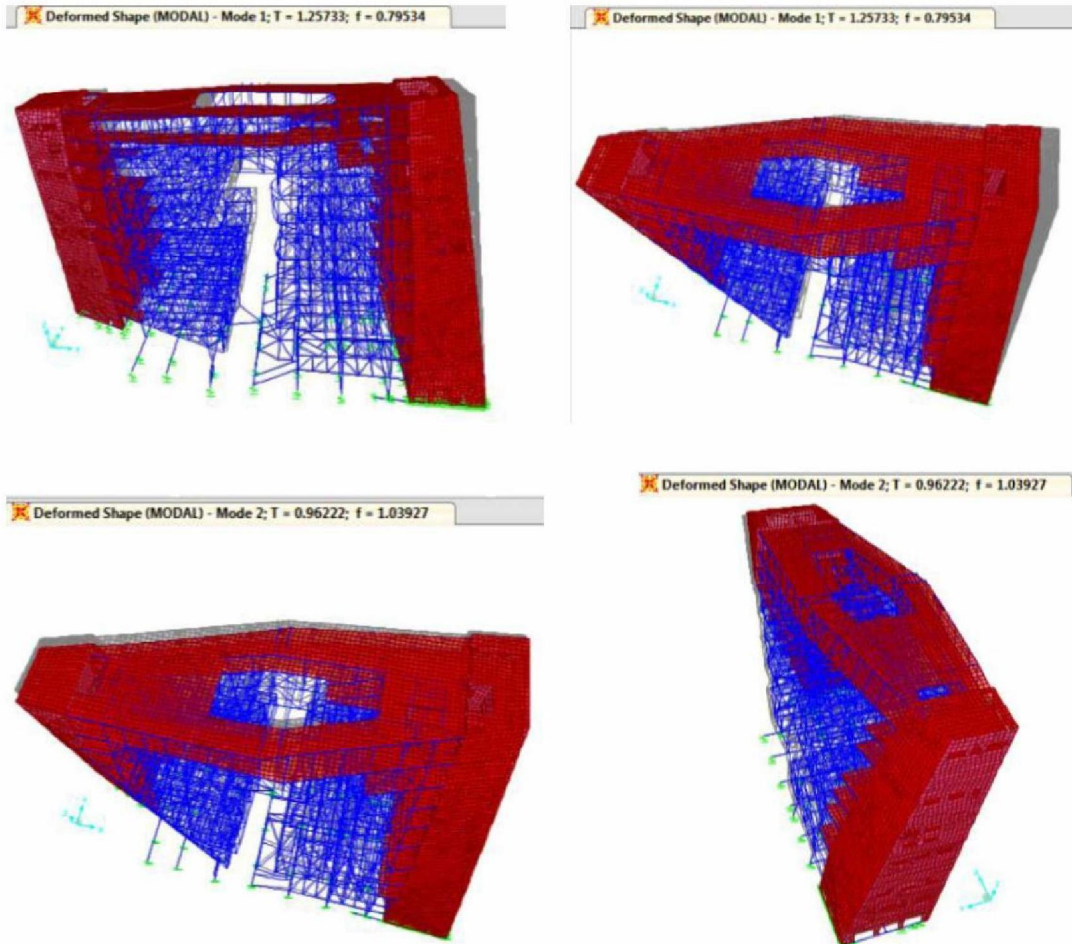 Deformed Shape (MODAL) - Mode 1; T = 1.25733; f = 0.79534
Deformed Shape (MODAL) - Mode 1; T = 1.25733; f = 0.79534
Deformed Shape (MODAL) - Mode 2; T = 0.96222; f = 1.03927
Deformed Shape (MODAL) - Mode 2; T = 0.96222; f = 1.03927